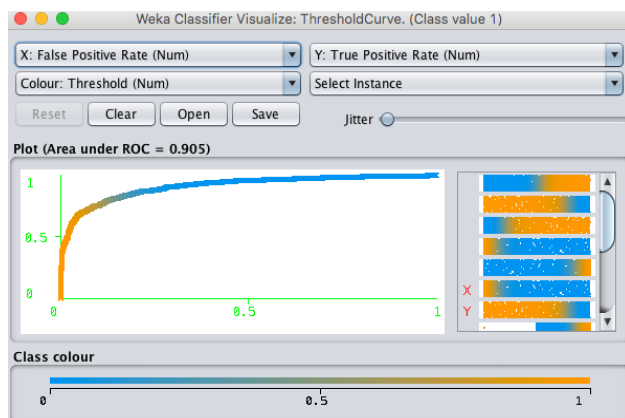 Weka Classifier Visualize: ThresholdCurve. (Class value 1)
X: False Positive Rate (Num) Y: True Positive Rate (Num)
Colour: Threshold (Num) Select Instance
Reset Clear Open Save Jitter
Plot (Area under ROC = 0.905)
1
0.5
0
0 0.5 1
X
Y
Class colour
0 0.5 1